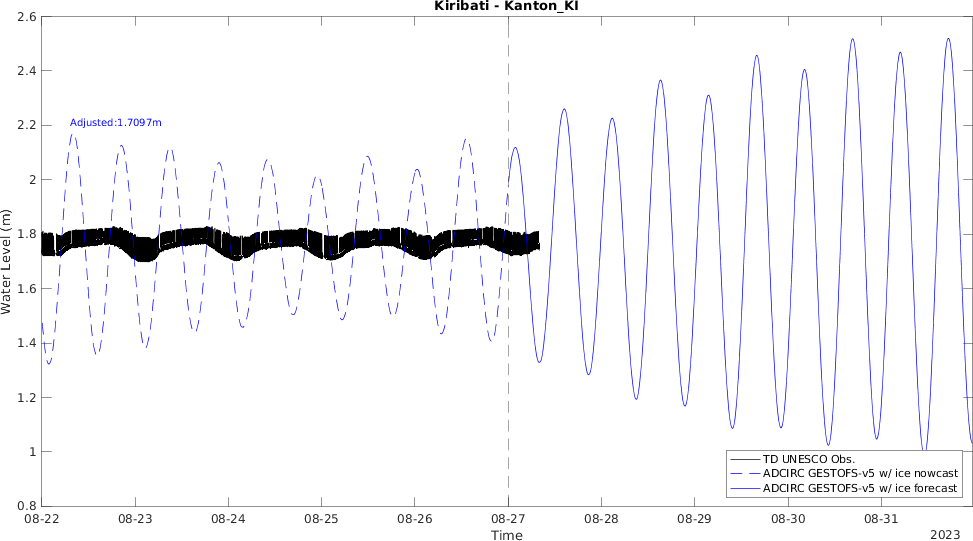 Kiribati - Kanton_KI
2.6
2.4
2.2
2
1.8
1.6
1.4
1.2
1
0.8
Water Level (m)
Adjusted:1.7097m
TD UNESCO Obs.
ADCIRC GESTOFS-v5 w/ ice nowcast
ADCIRC GESTOFS-v5 w/ ice forecast
08-22 08-23 08-24 08-25 08-26 08-27 08-28 08-29 08-30 08-31
Time
2023